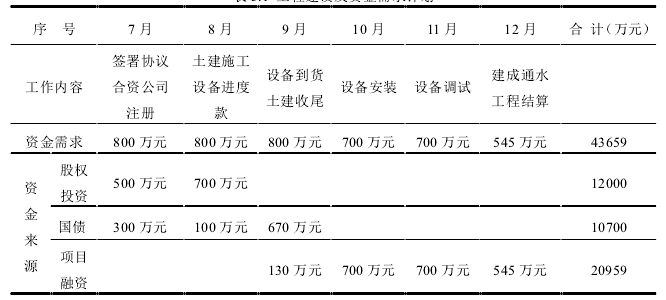 序 号 7 月 8 月 9 月 10 月 11 月 12 月 合 计(万元)
工作内容 签署协议 合资公司 注册 土建施工 设备进度 款 设备到货 土建收尾 设备安装 设备调试 建成通水 工程结算
资金需求 800 万元 800 万元 800 万元 700 万元 700 万元 545 万元 43659
资金来源
股权投资 500 万元 700 万元 12000
国债 300 万元 100 万元 670 万元 10700
项目融资 130 万元 700 万元 700 万元 545 万元 20959